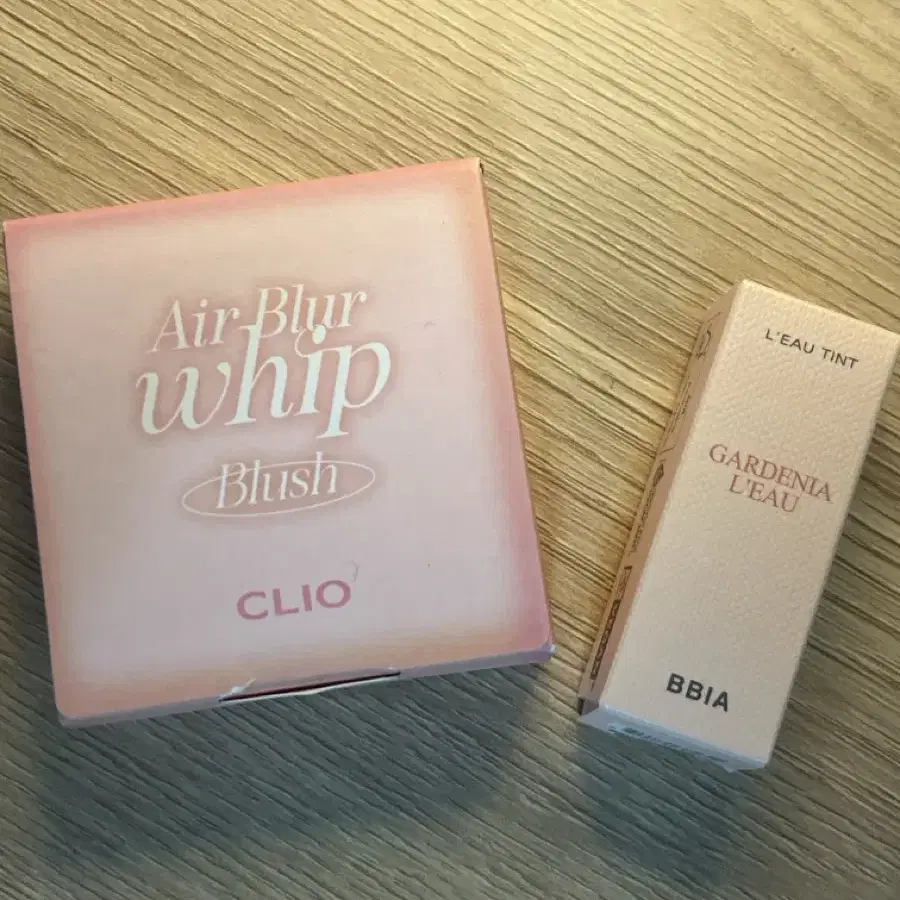 Air Blur
whip
Blush
CLIO
L'EAU TINT
GARDENIA
L'EAU
BBIA